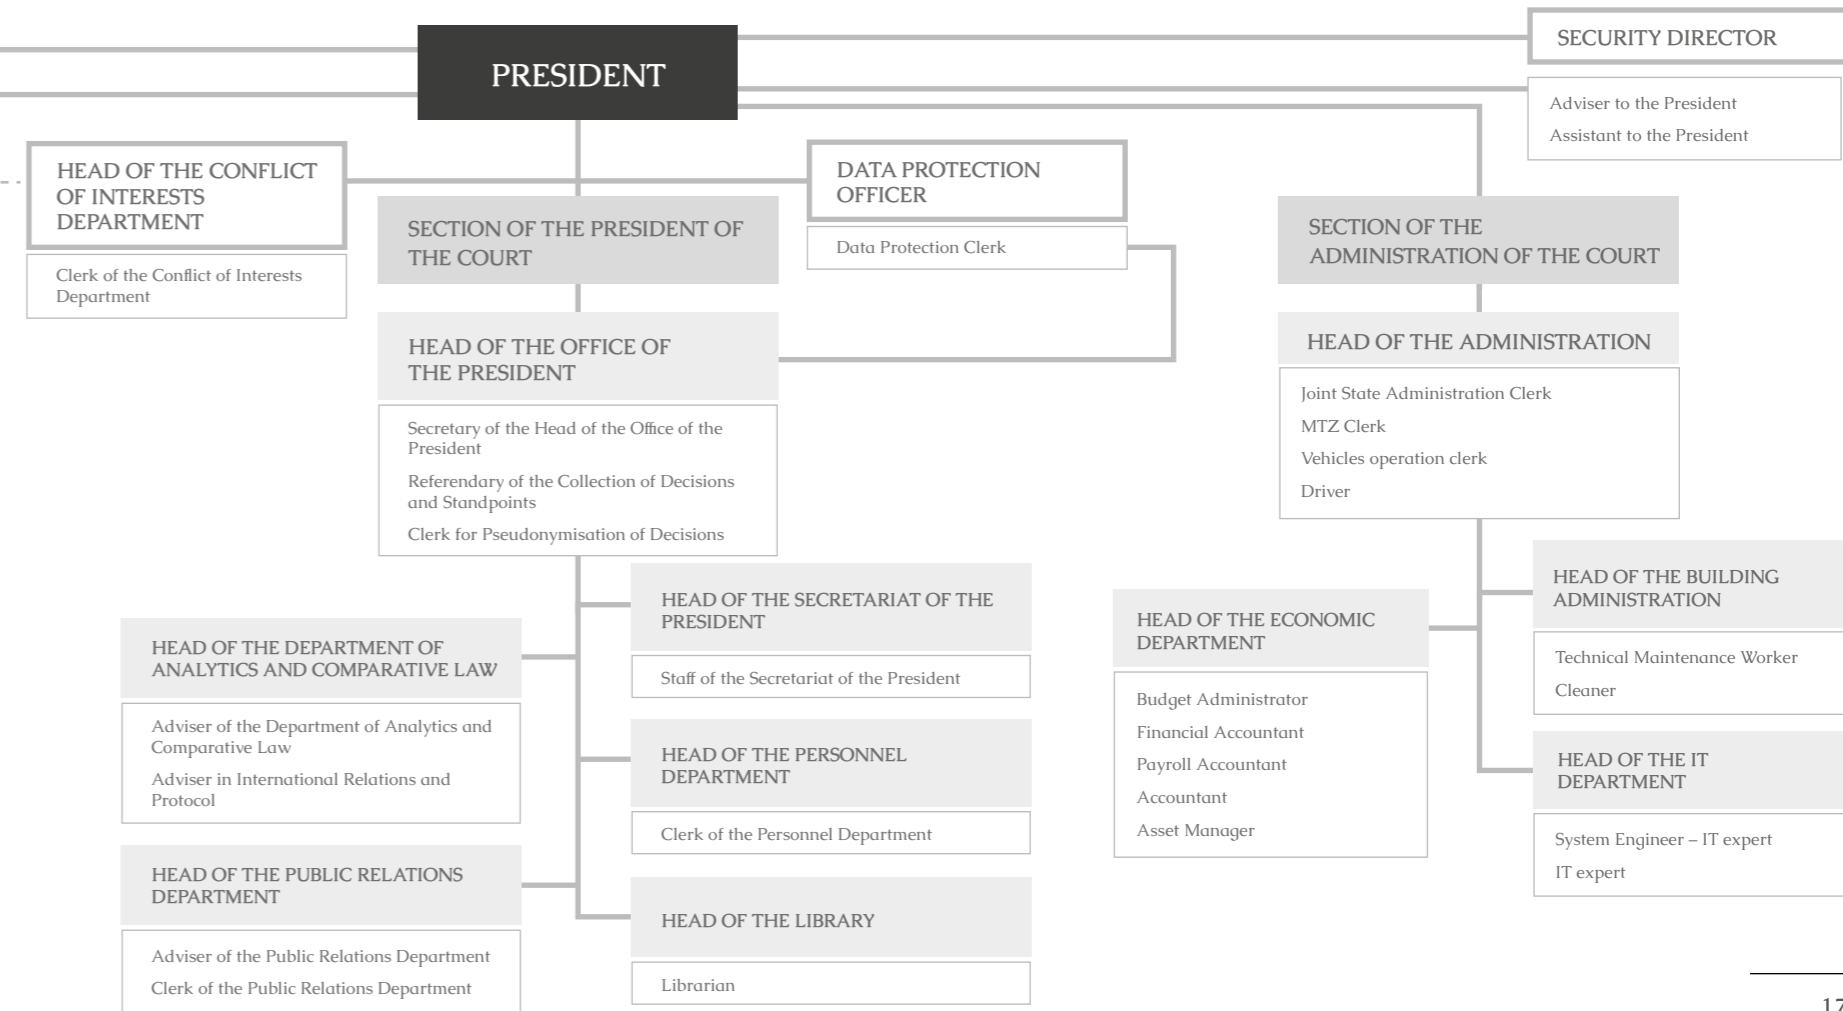 PRESIDENT
SECURITY DIRECTOR
Adviser to the President
Assistant to the President
HEAD OF THE CONFLICT
OF INTERESTS
DEPARTMENT
Clerk of the Conflict of Interests
Department
DATA PROTECTION
OFFICER
Data Protection Clerk
SECTION OF THE PRESIDENT OF
THE COURT
HEAD OF THE OFFICE OF
THE PRESIDENT
Secretary of the Head of the Office of the
President
Referendary of the Collection of Decisions
and Standpoints
Clerk for Pseudonymisation of Decisions
SECTION OF THE
ADMINISTRATION OF THE COURT
HEAD OF THE ADMINISTRATION
Joint State Administration Clerk
MTZ Clerk
Vehicles operation clerk
Driver
HEAD OF THE DEPARTMENT OF
ANALYTICS AND COMPARATIVE LAW
Adviser of the Department of Analytics and
Comparative Law
Adviser in International Relations and
Protocol
HEAD OF THE PUBLIC RELATIONS
DEPARTMENT
Adviser of the Public Relations Department
Clerk of the Public Relations Department
HEAD OF THE SECRETARIAT OF THE
PRESIDENT
Staff of the Secretariat of the President
HEAD OF THE PERSONNEL
DEPARTMENT
Clerk of the Personnel Department
HEAD OF THE LIBRARY
Librarian
HEAD OF THE ECONOMIC
DEPARTMENT
Budget Administrator
Financial Accountant
Payroll Accountant
Accountant
Asset Manager
HEAD OF THE BUILDING
ADMINISTRATION
Technical Maintenance Worker
Cleaner
HEAD OF THE IT
DEPARTMENT
System Engineer – IT expert
IT expert
17